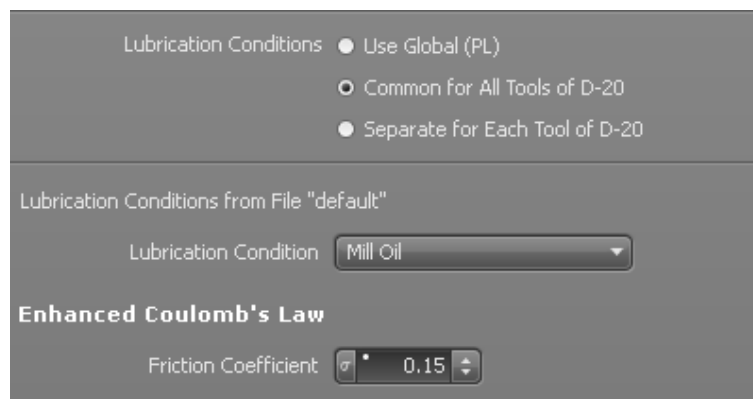 Lubrication Conditions Use Global (PL)
Common for All Tools of D-20
Separate for Each Tool of D-20
Lubrication Conditions from File "default"
Lubrication Condition Mill Oil
Enhanced Coulomb's Law
Friction Coefficient σ 0.15